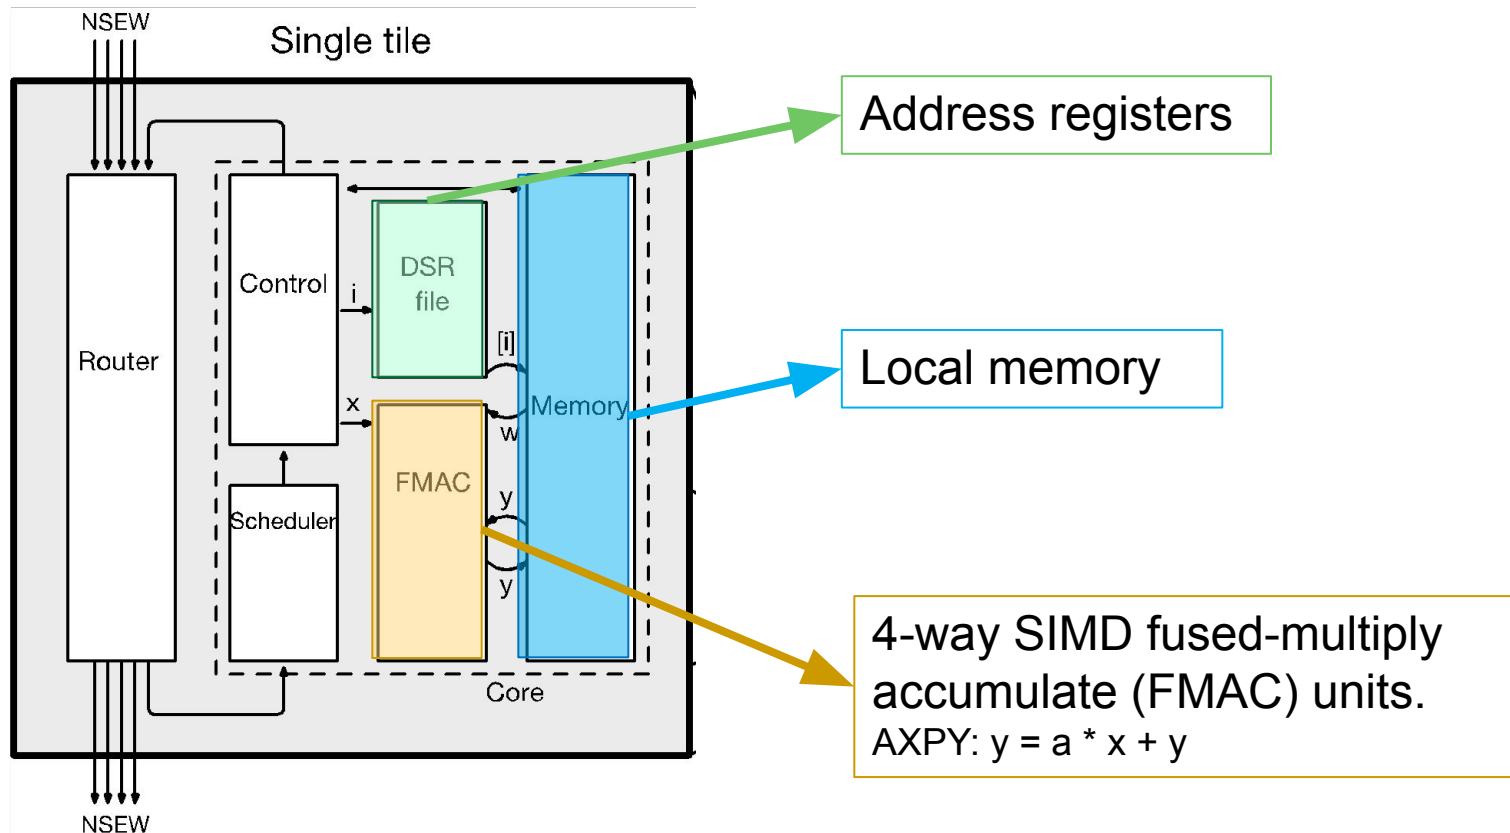 NSEW
Single tile
Address registers
DSR
file
Control
i
Router
[i]
Local memory
x
Memory
w
FMAC
y
Scheduler
y
4-way SIMD fused-multiply
accumulate (FMAC) units.
AXPY: y = a * x + y
Core
NSEW